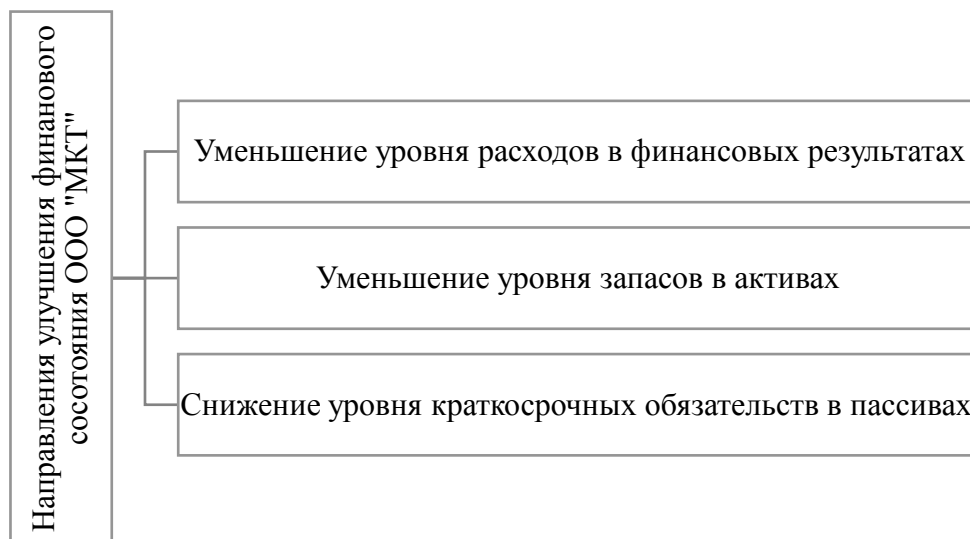 Направления улучшения финанового
сосотояния ООО "МКТ"
Уменьшение уровня расходов в финансовых результатах
Уменьшение уровня запасов в активах
Снижение уровня краткосрочных обязательств в пассивах